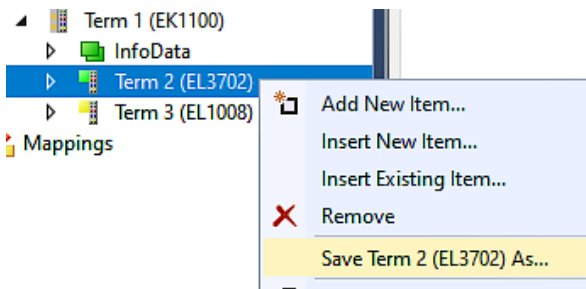 Term 1 (EK1100)
InfoData
Term 2 (EL3702)
Term 3 (EL1008)
Mappings
Add New Item...
Insert New Item...
Insert Existing Item...
Remove
Save Term 2 (EL3702) As...